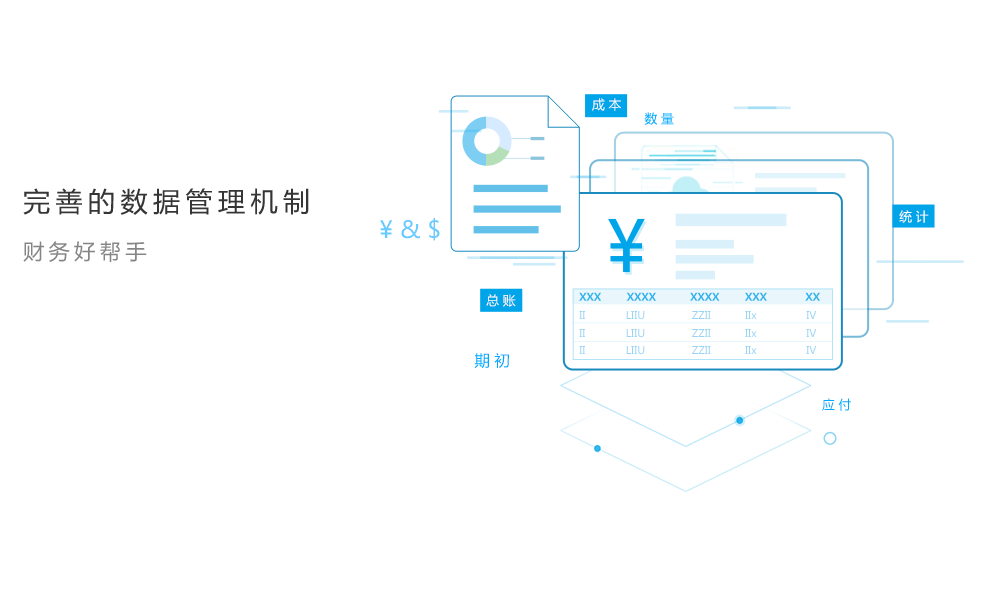 完善的数据管理机制
财务好帮手
¥ & $
成本
数量
统计
¥
总账
期初
XXX XXXX XXXX XXX XX
II LIIU ZZII IIx IV
II LIIU ZZII IIx IV
II LIIU ZZII IIx IV
应付